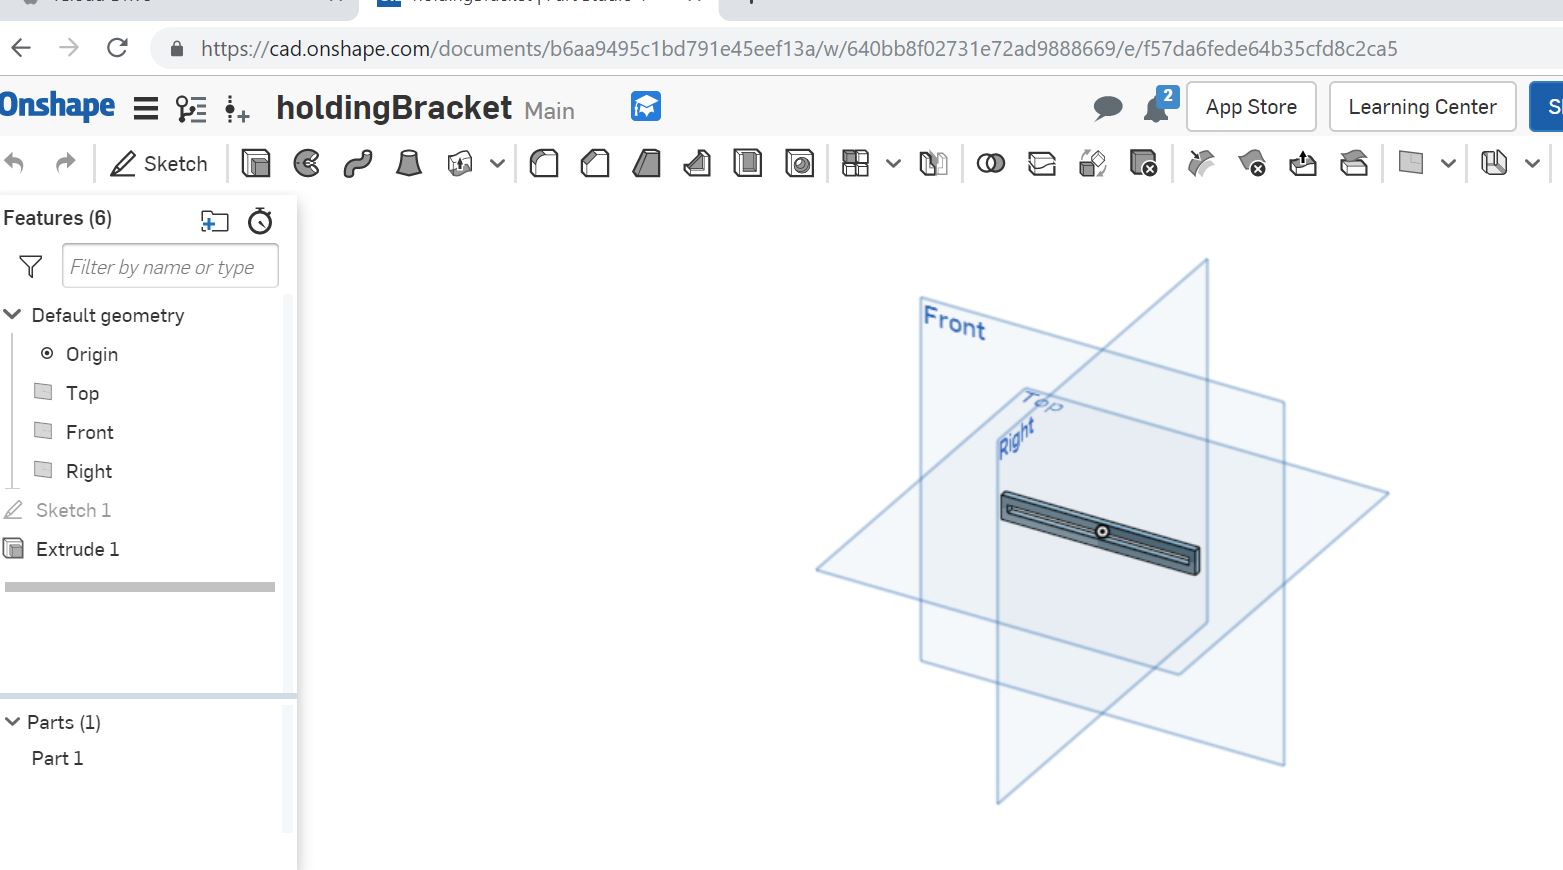 https://cad.onshape.com/documents/b6aa9495c1bd791e45eef13a/w/640bb8f02731e72ad9888669/e/f57da6fede64b35cfd8c2ca5
Onshape
holdingBracket Main
2
App Store
Learning Center
Sketch
Features (6)
Filter by name or type
Default geometry
Origin
Top
Front
Right
Sketch 1
Extrude 1
Parts (1)
Part 1
Front
Top
Right